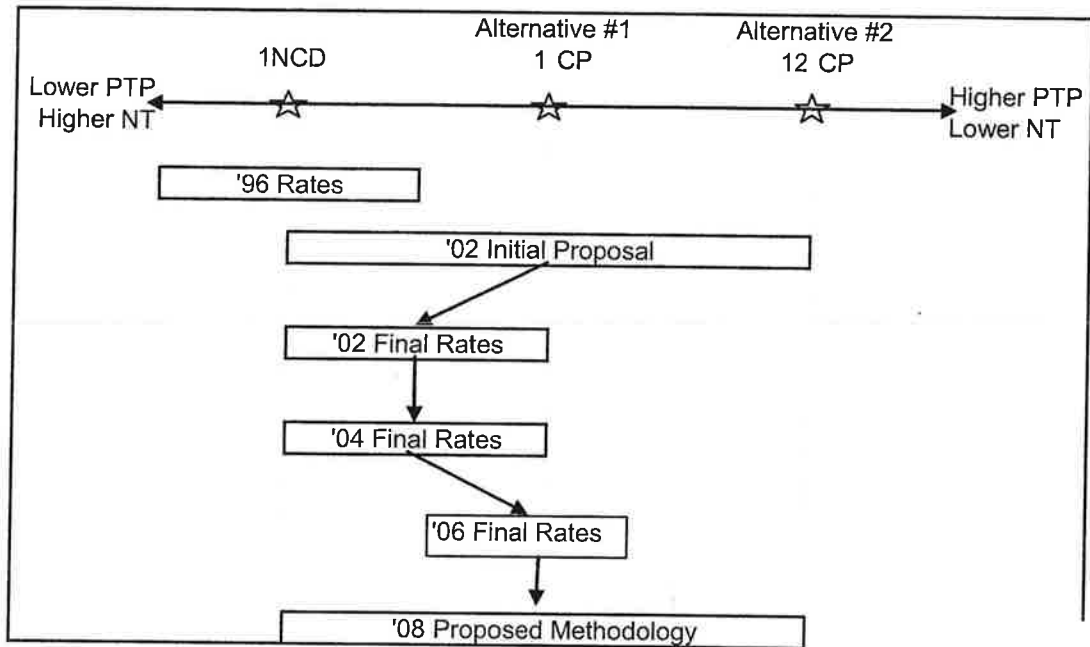 Alternative #1
Alternative #2
1NCD
1 CP
12 CP
Lower PTP
Higher NT
Higher PTP
Lower NT
'96 Rates
'02 Initial Proposal
'02 Final Rates
'04 Final Rates
'06 Final Rates
'08 Proposed Methodology